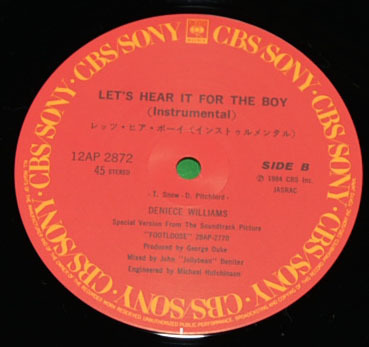 CBS/SONY · CBS/SONY · CBS/SONY · CBS/SONY · CBS/SONY · CBS/SONY
LET'S HEAR IT FOR THE BOY
(Instrumental)
レッツ・ヒア・ボーイ(インストゥルメンタル)
12AP 2872
45 STEREO
SIDE B
Ⓟ 1984 CBS Inc.
JASRAC
-T. Snow-D. Pitchford-
DENIECE WILLIAMS
Special Version From The Soundtrack Picture
"FOOTLOOSE" 28AP-2770
Produced by George Duke
Mixed by John "Jellybean" Benitez
Engineered by Michael Hutchinson